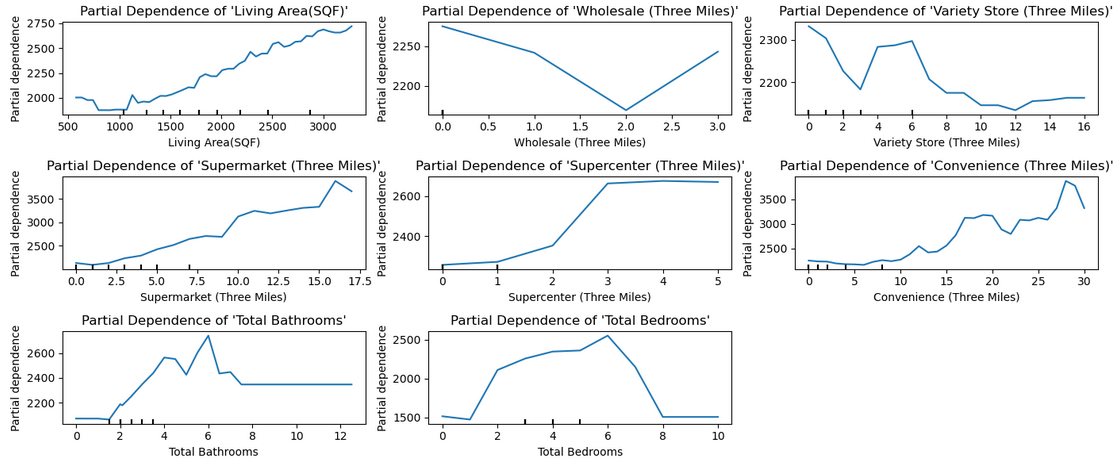 Partial Dependence of 'Living Area(SQF)'
Partial dependence
2750
2500
2250
2000
500 1000 1500 2000 2500 3000
Living Area(SQF)
Partial Dependence of 'Wholesale (Three Miles)'
Partial dependence
2250
2200
0.0 0.5 1.0 1.5 2.0 2.5 3.0
Wholesale (Three Miles)
Partial Dependence of 'Variety Store (Three Miles)'
Partial dependence
2300
2200
0 2 4 6 8 10 12 14 16
Variety Store (Three Miles)
Partial Dependence of 'Supermarket (Three Miles)'
Partial dependence
3500
3000
2500
0.0 2.5 5.0 7.5 10.0 12.5 15.0 17.5
Supermarket (Three Miles)
Partial Dependence of 'Supercenter (Three Miles)'
Partial dependence
2600
2400
0 1 2 3 4 5
Supercenter (Three Miles)
Partial Dependence of 'Convenience (Three Miles)'
Partial dependence
3500
3000
2500
0 5 10 15 20 25 30
Convenience (Three Miles)
Partial Dependence of 'Total Bathrooms'
Partial dependence
2600
2400
2200
0 2 4 6 8 10 12
Total Bathrooms
Partial Dependence of 'Total Bedrooms'
Partial dependence
2500
2000
1500
0 2 4 6 8 10
Total Bedrooms